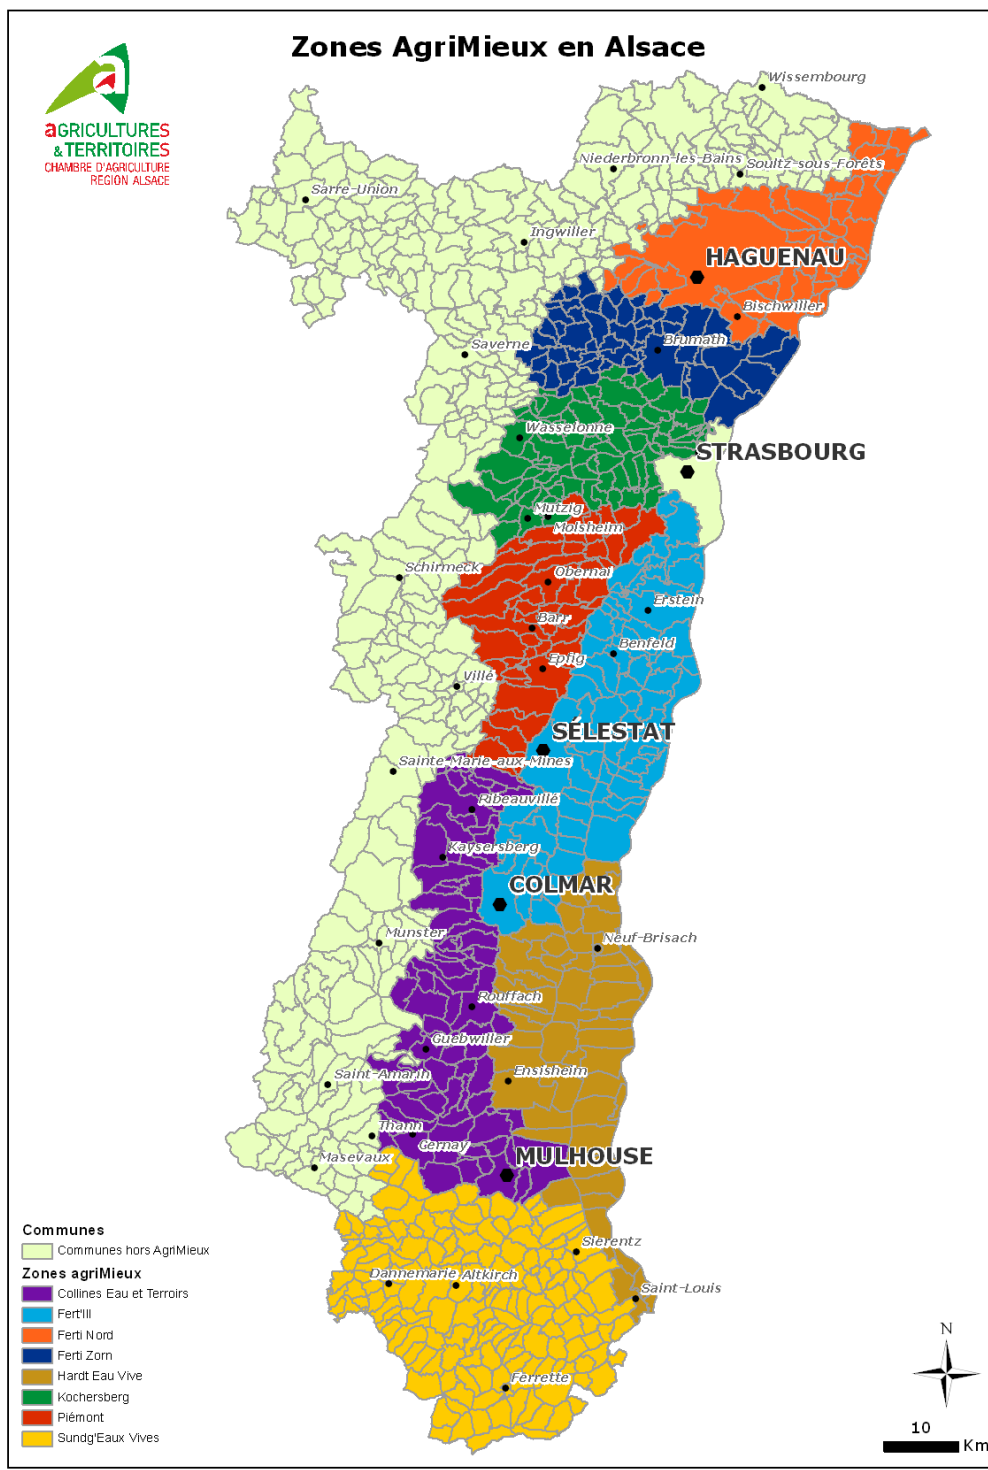 Zones AgriMieux en Alsace
aGRICULTURES
& TERRITOIRES
CHAMBRE D'AGRICULTURE
RÉGION ALSACE
Wissembourg
Niederbronn-les-Bains
Soultz-sous-Forêts
Sarre-Union
Ingwiller
HAGUENAU
Bischwiller
Saverne
Brumath
Wasselonne
STRASBOURG
Mutzig
Molsheim
Schirmeck
Obernai
Erstein
Barr
Benfeld
Epfig
Villé
SÉLESTAT
Sainte-Marie-aux-Mines
Ribeauvillé
Kaysersberg
COLMAR
Munster
Neuf-Brisach
Rouffach
Guebwiller
Saint-Amarin
Ensisheim
Thann
Cernay
MULHOUSE
Masevaux
Sierentz
Dannemarie
Altkirch
Saint-Louis
Ferrette
Communes
Communes hors AgriMieux
Zones agriMieux
Collines Eau et Terroirs
Fert'Ill
Ferti Nord
Ferti Zorn
Hardt Eau Vive
Kochersberg
Piémont
Sundg'Eaux Vives
N
10
Km